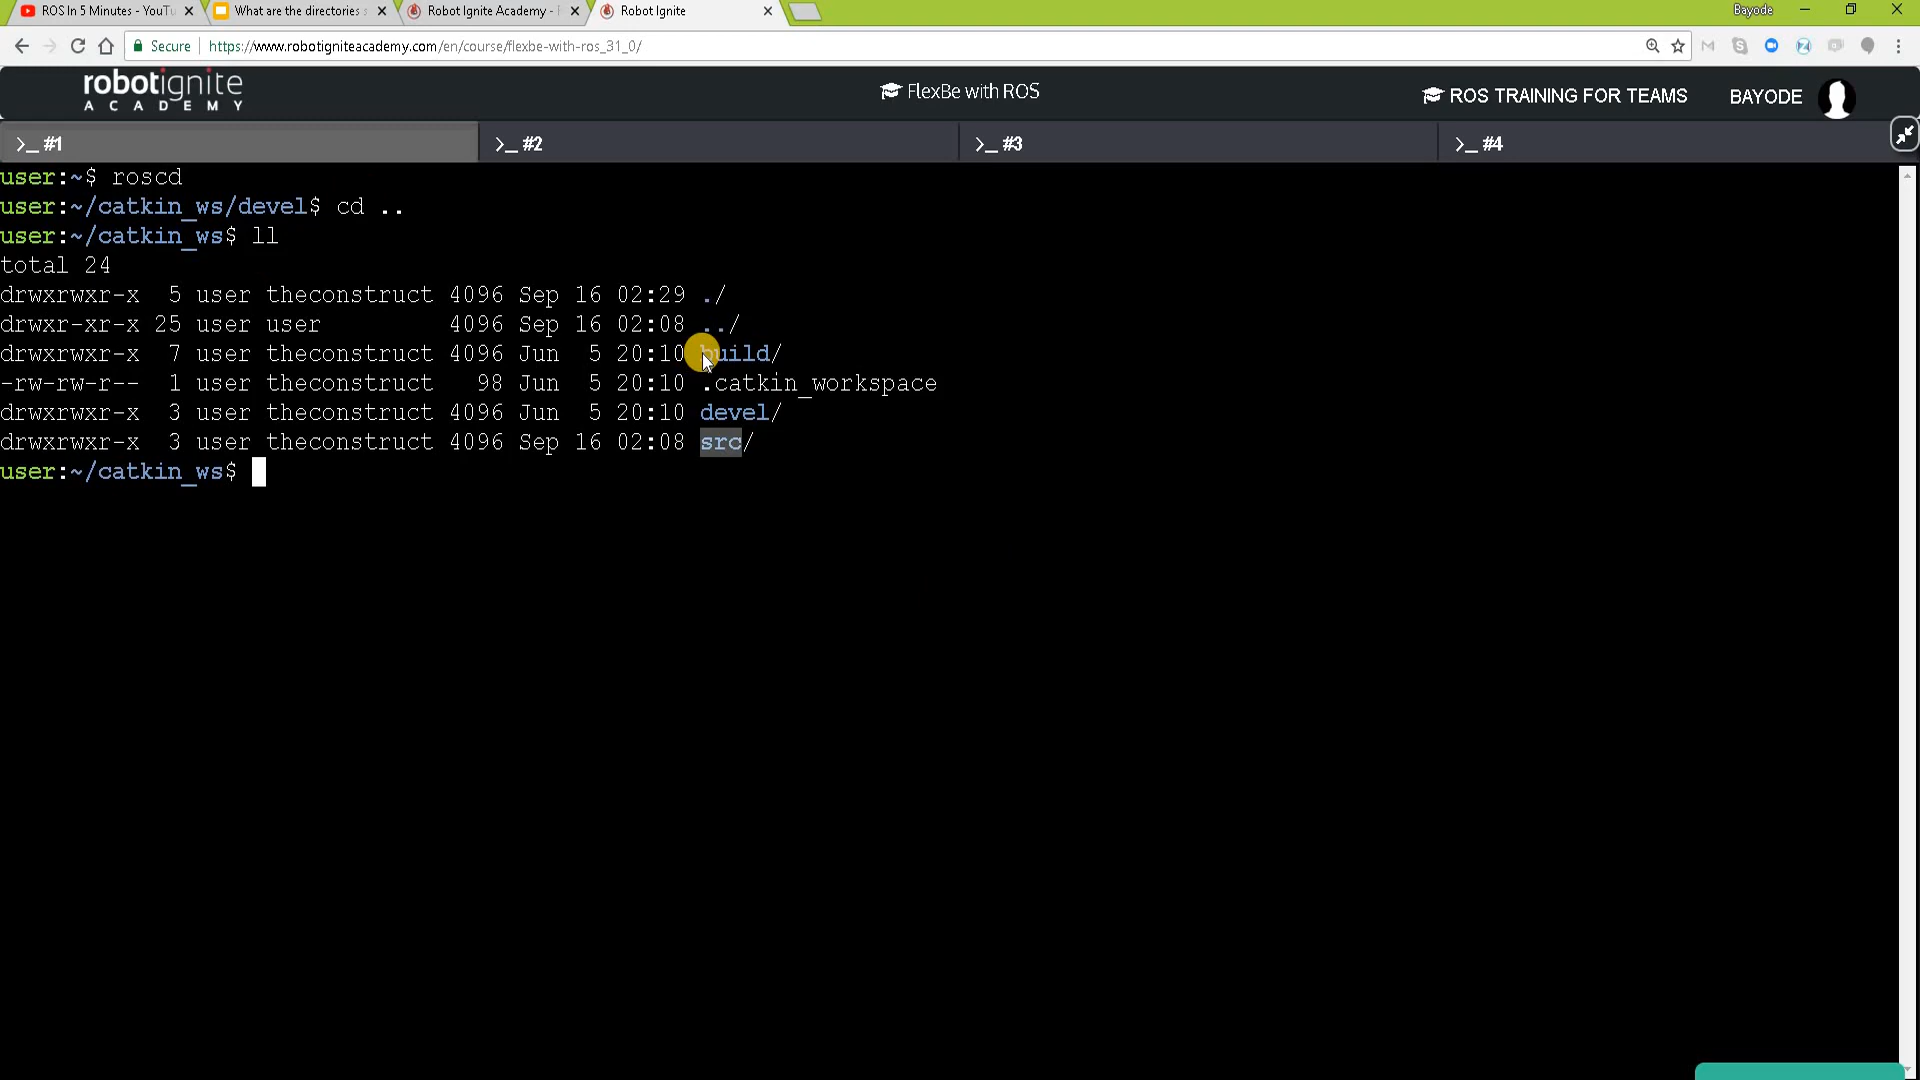 ROS In 5 Minutes - YouTu
What are the directories s
Robot Ignite Academy -
Robot Ignite
Bayode
Secure
https://www.robotigniteacademy.com/en/course/flexbe-with-ros_31_0/
robotignite
ACADEMY
FlexBe with ROS
ROS TRAINING FOR TEAMS
BAYODE
>_ #1
>_ #2
>_ #3
>_ #4
user:~$ roscd
user:~/catkin_ws/devel$ cd ..
user:~/catkin_ws$ ll
total 24
drwxrwxr-x  5 user theconstruct 4096 Sep 16 02:29 ./
drwxr-xr-x 25 user user         4096 Sep 16 02:08 ../
drwxrwxr-x  7 user theconstruct 4096 Jun  5 20:10 build/
-rw-rw-r--  1 user theconstruct   98 Jun  5 20:10 .catkin_workspace
drwxrwxr-x  3 user theconstruct 4096 Jun  5 20:10 devel/
drwxrwxr-x  3 user theconstruct 4096 Sep 16 02:08 src/
user:~/catkin_ws$